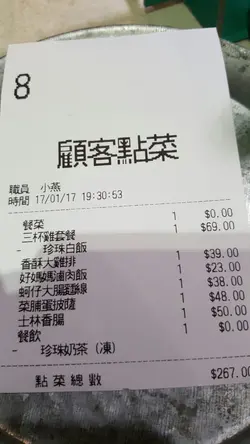 8
顧客點菜
職員 小燕
時間 17/01/17 19:30:53
餐菜 1 $0.00
三杯雞套餐 1 $69.00
- 珍珠白飯
香酥大雞排 1 $39.00
好媽媽滷肉飯 1 $23.00
蚵仔大腸麵線 1 $38.00
菜脯蛋披薩 1 $48.00
士林香腸 1 $50.00
餐飲 1 $0.00
- 珍珠奶茶 (凍)
點菜總數 $267.00